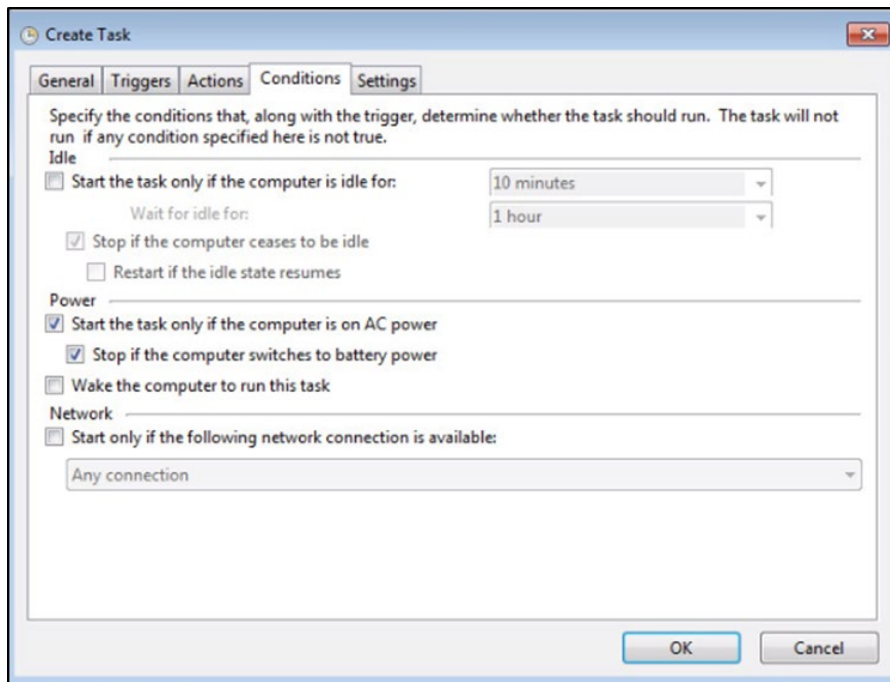 Create Task
General Triggers Actions Conditions Settings
Specify the conditions that, along with the trigger, determine whether the task should run. The task will not
run if any condition specified here is not true.
Idle
Start the task only if the computer is idle for: 10 minutes
Wait for idle for: 1 hour
Stop if the computer ceases to be idle
Restart if the idle state resumes
Power
Start the task only if the computer is on AC power
Stop if the computer switches to battery power
Wake the computer to run this task
Network
Start only if the following network connection is available:
Any connection
OK Cancel